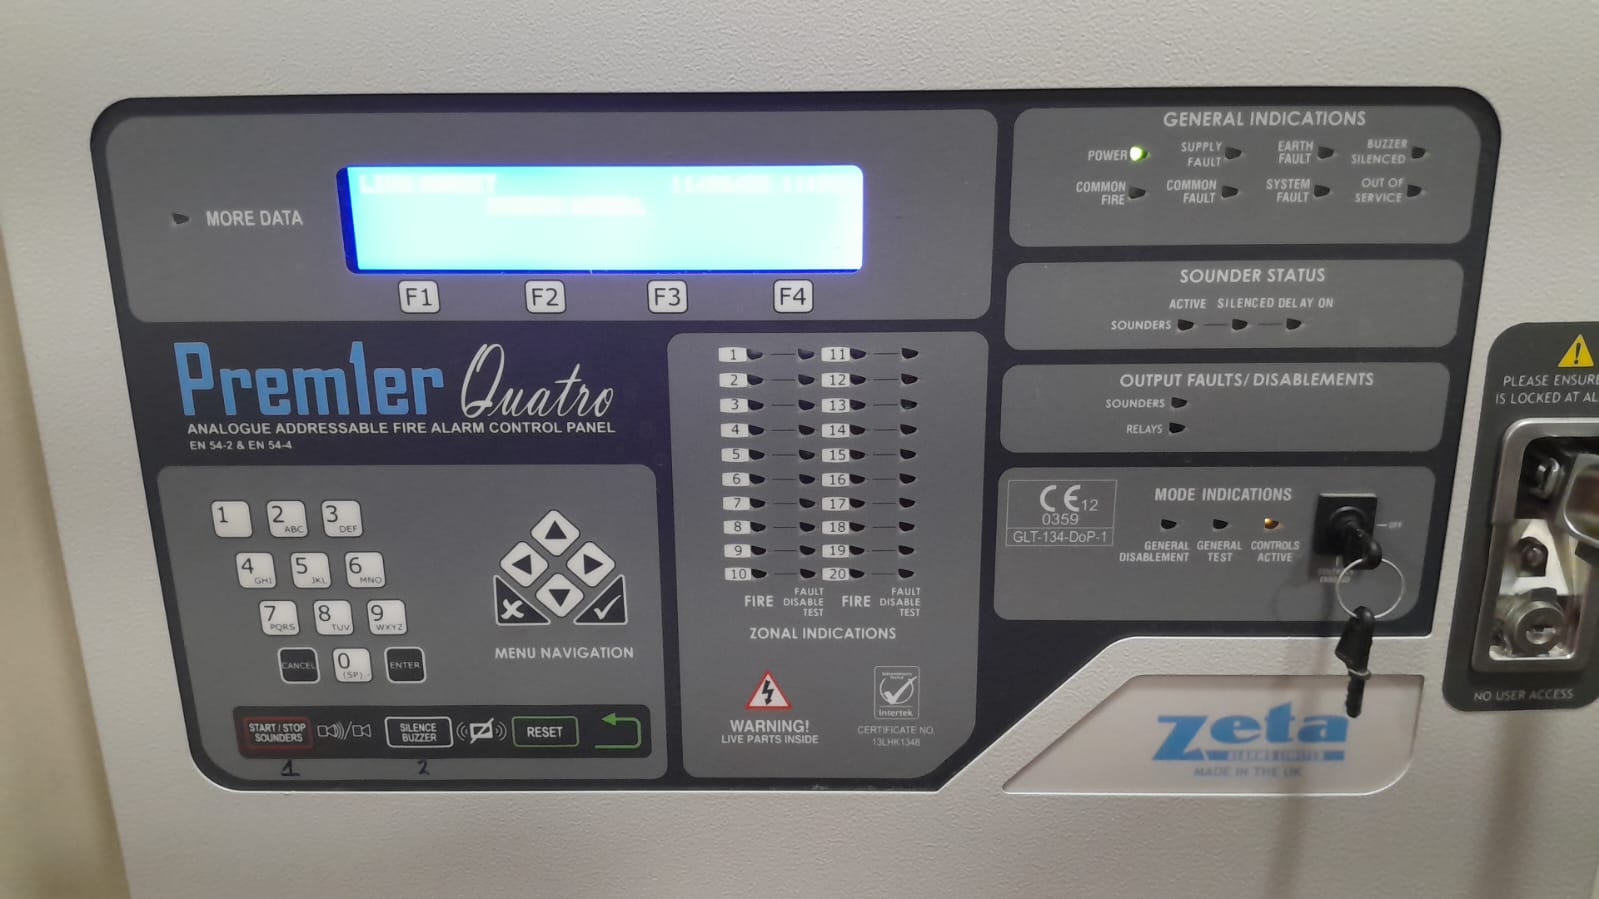 MORE DATA
F1 F2 F3 F4
Prem1er Quatro
ANALOGUE ADDRESSABLE FIRE ALARM CONTROL PANEL
EN 54-2 & EN 54-4
1 2 ABC 3 DEF
4 GHI 5 JKL 6 MNO
7 PQRS 8 TUV 9 WXYZ
CANCEL 0 (SP) ENTER
MENU NAVIGATION
START / STOP
SOUNDERS
SILENCE
BUZZER
RESET
1 2
1 11
2 12
3 13
4 14
5 15
6 16
7 17
8 18
9 19
10 20
FIRE FAULT DISABLE TEST FIRE FAULT DISABLE TEST
ZONAL INDICATIONS
WARNING!
LIVE PARTS INSIDE
Intertek
CERTIFICATE NO.
13LHK1348
GENERAL INDICATIONS
POWER SUPPLY FAULT EARTH FAULT BUZZER SILENCED
COMMON FIRE COMMON FAULT SYSTEM FAULT OUT OF SERVICE
SOUNDER STATUS
ACTIVE SILENCED DELAY ON
SOUNDERS
OUTPUT FAULTS/ DISABLEMENTS
SOUNDERS
RELAYS
CE 12
0359
GLT-134-DoP-1
MODE INDICATIONS
GENERAL DISABLEMENT GENERAL TEST CONTROLS ACTIVE
OFF
zeta
ALARMS LIMITED
MADE IN THE UK
PLEASE ENSURE
IS LOCKED AT
NO USER ACCESS